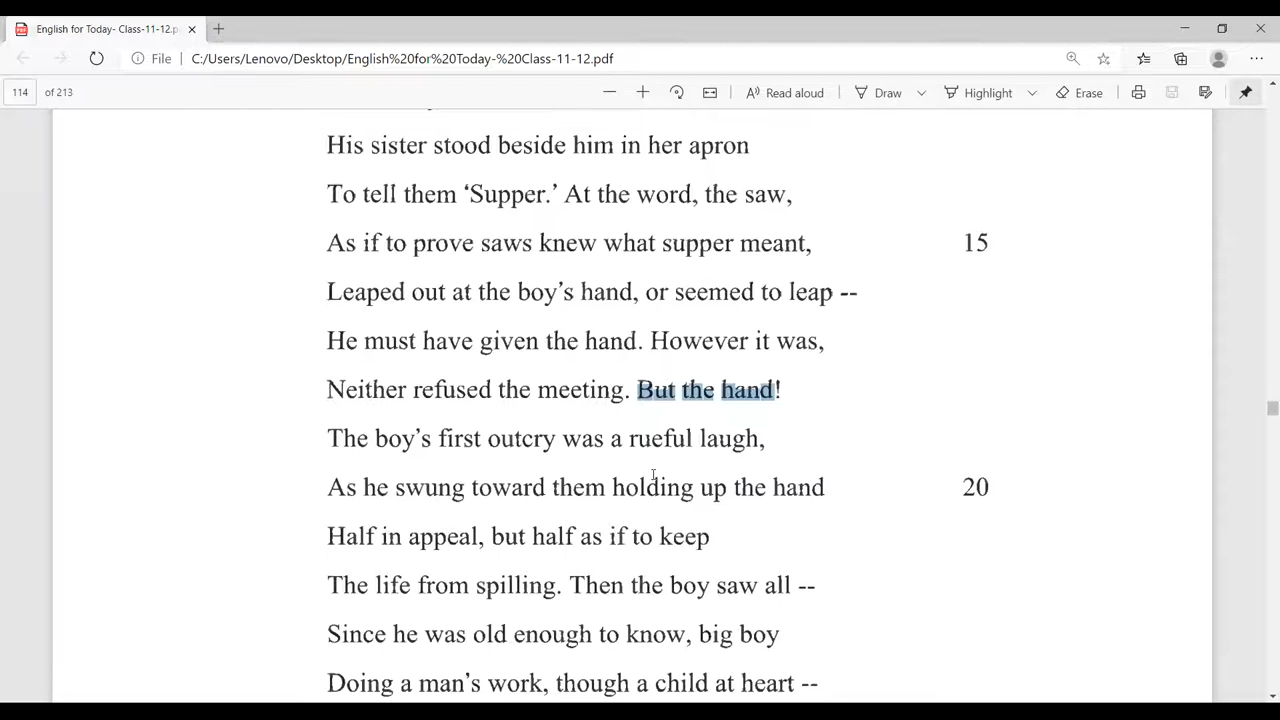 English for Today- Class-11-12.p
File C:/Users/Lenovo/Desktop/English%20for%20Today-%20Class-11-12.pdf
114 of 213 Read aloud Draw Highlight Erase
His sister stood beside him in her apron
To tell them ‘Supper.’ At the word, the saw,
As if to prove saws knew what supper meant, 15
Leaped out at the boy’s hand, or seemed to leap --
He must have given the hand. However it was,
Neither refused the meeting. But the hand!
The boy’s first outcry was a rueful laugh,
As he swung toward them holding up the hand 20
Half in appeal, but half as if to keep
The life from spilling. Then the boy saw all --
Since he was old enough to know, big boy
Doing a man’s work, though a child at heart --